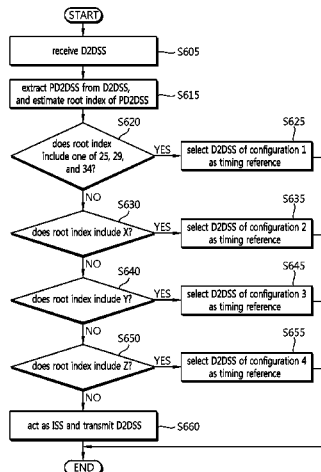 START
receive D2DSS
S605
extract PD2DSS from D2DSS,
and estimate root index of PD2DSS
S615
S620
does root index
include one of 25, 29,
and 34?
YES
S625
select D2DSS of configuration 1
as timing reference
NO
S630
does root index include X?
YES
S635
select D2DSS of configuration 2
as timing reference
NO
S640
does root index include Y?
YES
S645
select D2DSS of configuration 3
as timing reference
NO
S650
does root index include Z?
YES
S655
select D2DSS of configuration 4
as timing reference
NO
act as ISS and transmit D2DSS
S660
END